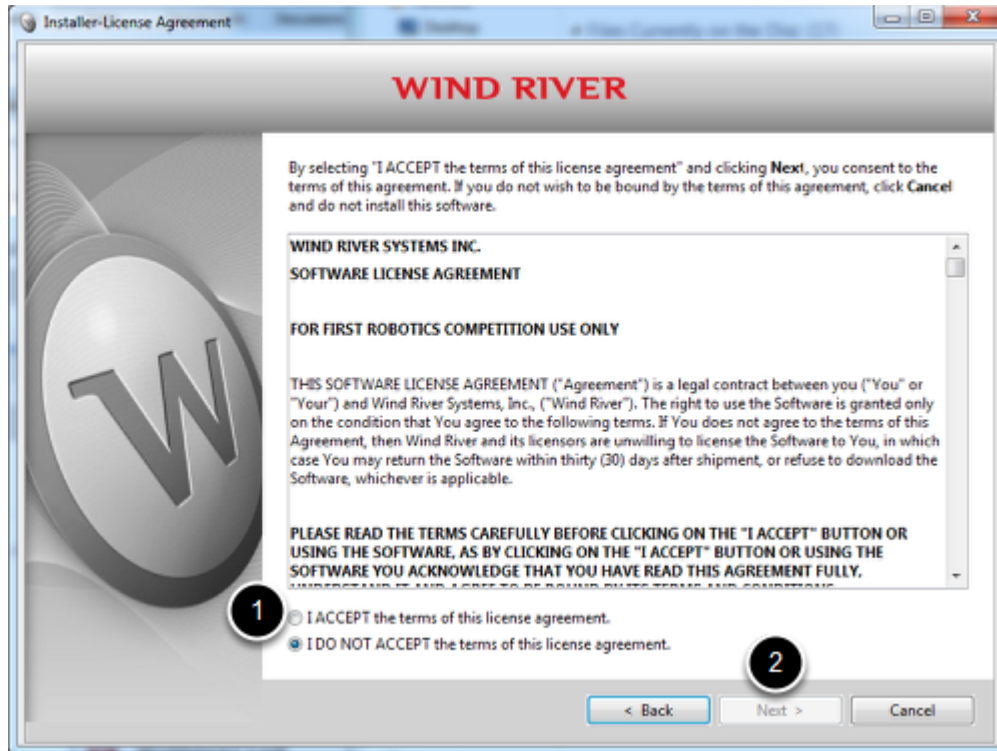 Installer-License Agreement
Desktop
Files Currently on the Disc (17)
WIND RIVER
By selecting "I ACCEPT the terms of this license agreement" and clicking Next, you consent to the
terms of this agreement. If you do not wish to be bound by the terms of this agreement, click Cancel
and do not install this software.
WIND RIVER SYSTEMS INC.
SOFTWARE LICENSE AGREEMENT
FOR FIRST ROBOTICS COMPETITION USE ONLY
THIS SOFTWARE LICENSE AGREEMENT ("Agreement") is a legal contract between you ("You" or
"Your") and Wind River Systems, Inc., ("Wind River"). The right to use the Software is granted only
on the condition that You agree to the following terms. If You does not agree to the terms of this
Agreement, then Wind River and its licensors are unwilling to license the Software to You, in which
case You may return the Software within thirty (30) days after shipment, or refuse to download the
Software, whichever is applicable.
PLEASE READ THE TERMS CAREFULLY BEFORE CLICKING ON THE "I ACCEPT" BUTTON OR
USING THE SOFTWARE, AS BY CLICKING ON THE "I ACCEPT" BUTTON OR USING THE
SOFTWARE YOU ACKNOWLEDGE THAT YOU HAVE READ THIS AGREEMENT FULLY,
W
1
I ACCEPT the terms of this license agreement.
I DO NOT ACCEPT the terms of this license agreement.
2
< Back
Next >
Cancel